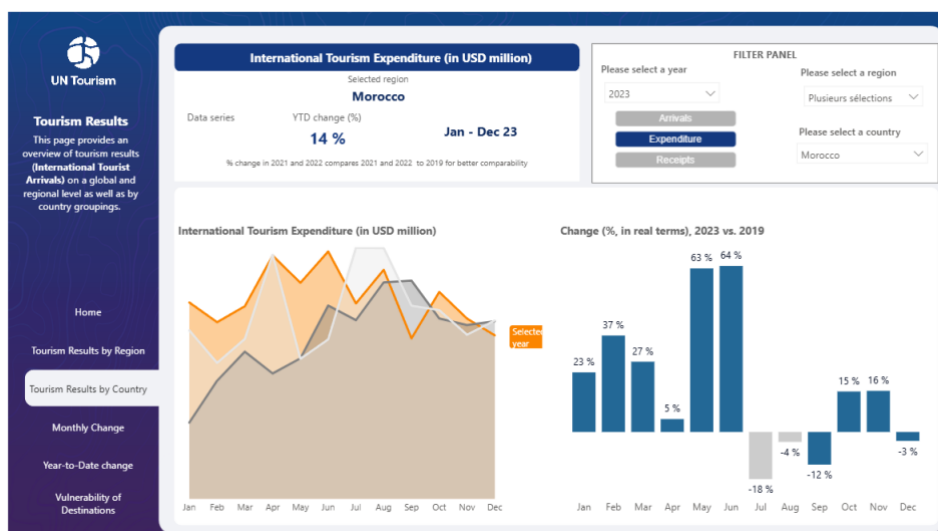 UN Tourism
Tourism Results
This page provides an
overview of tourism results
(International Tourist
Arrivals) on a global and
regional level as well as by
country groupings.
Home
Tourism Results by Region
Tourism Results by Country
Monthly Change
Year-to-Date change
Vulnerability of
Destinations
International Tourism Expenditure (in USD million)
Selected region
Morocco
Data series
YTD change (%)
14 %
Jan - Dec 23
% change in 2021 and 2022 compares 2021 and 2022 to 2019 for better comparability
FILTER PANEL
Please select a year
2023
Arrivals
Expenditure
Receipts
Please select a region
Plusieurs sélections
Please select a country
Morocco
International Tourism Expenditure (in USD million)
Selected
year
Jan Feb Mar Apr May Jun Jul Aug Sep Oct Nov Dec
Change (%, in real terms), 2023 vs. 2019
23 %
37 %
27 %
5 %
63 %
64 %
-18 %
-4 %
-12 %
15 %
16 %
-3 %
Jan Feb Mar Apr May Jun Jul Aug Sep Oct Nov Dec